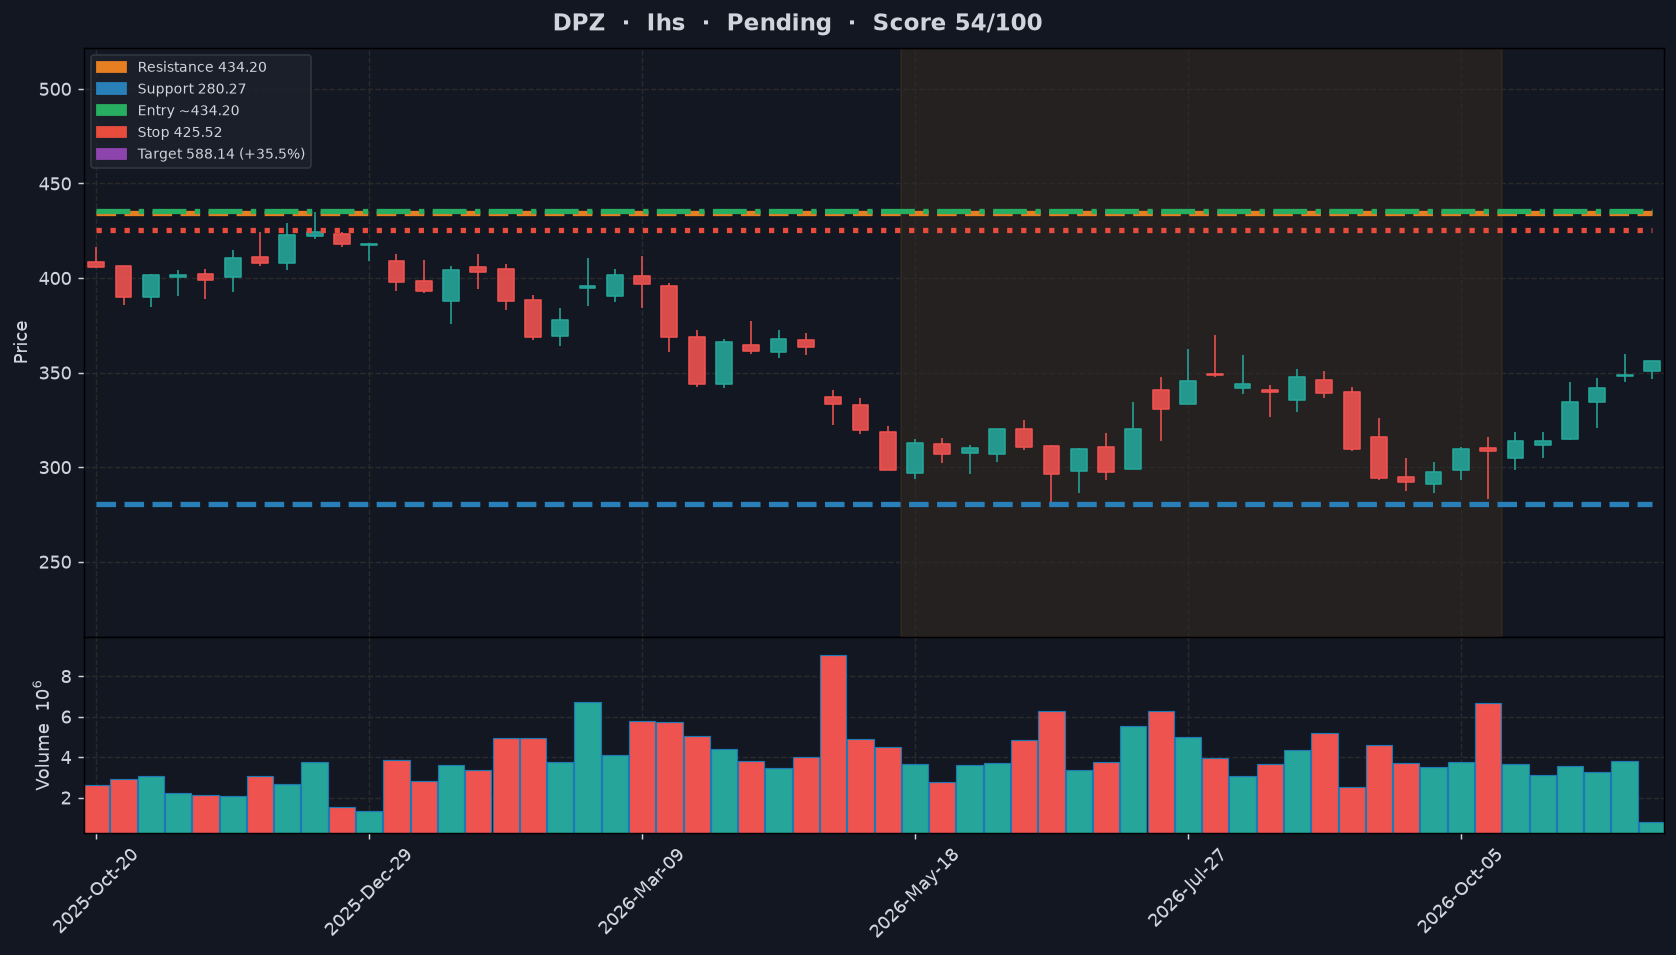 DPZ · Ihs · Pending · Score 54/100
Resistance 434.20
Support 280.27
Entry ~434.20
Stop 425.52
Target 588.14 (+35.5%)
500
450
400
350
300
250
Price
8
6
4
2
Volume 10⁶
2025-Oct-20
2025-Dec-29
2026-Mar-09
2026-May-18
2026-Jul-27
2026-Oct-05